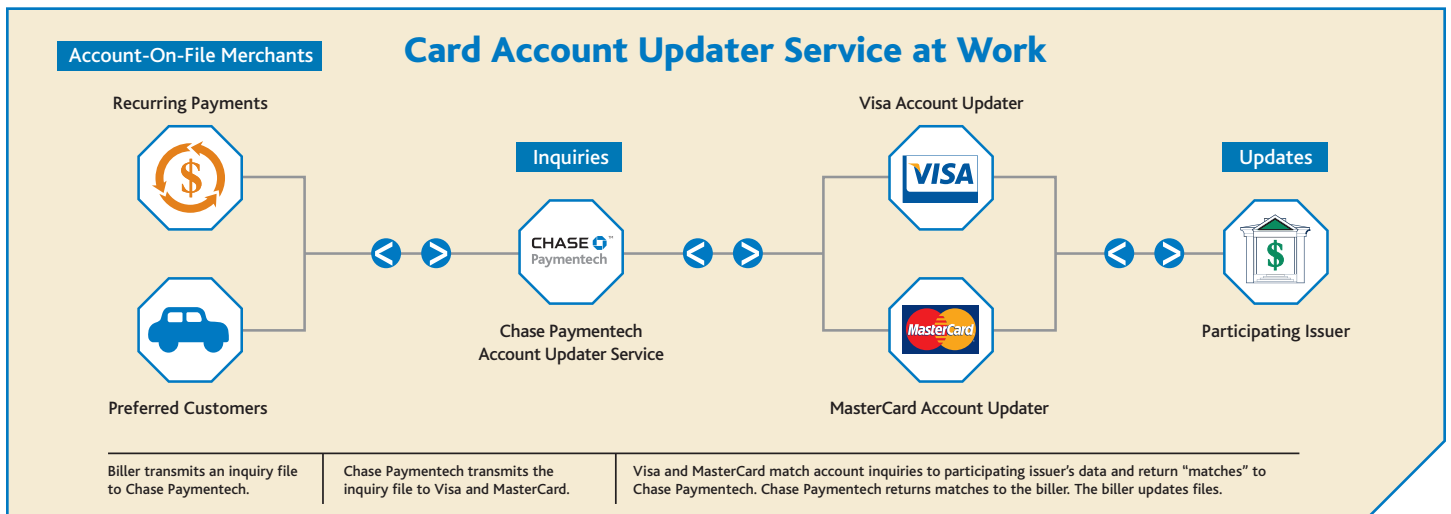 Account-On-File Merchants
Card Account Updater Service at Work
Recurring Payments
$
Preferred Customers
Inquiries
CHASE ™
Paymentech
Chase Paymentech
Account Updater Service
Visa Account Updater
VISA
MasterCard
MasterCard Account Updater
Updates
$
Participating Issuer
Biller transmits an inquiry file
to Chase Paymentech.
Chase Paymentech transmits the
inquiry file to Visa and MasterCard.
Visa and MasterCard match account inquiries to participating issuer’s data and return “matches” to
Chase Paymentech. Chase Paymentech returns matches to the biller. The biller updates files.